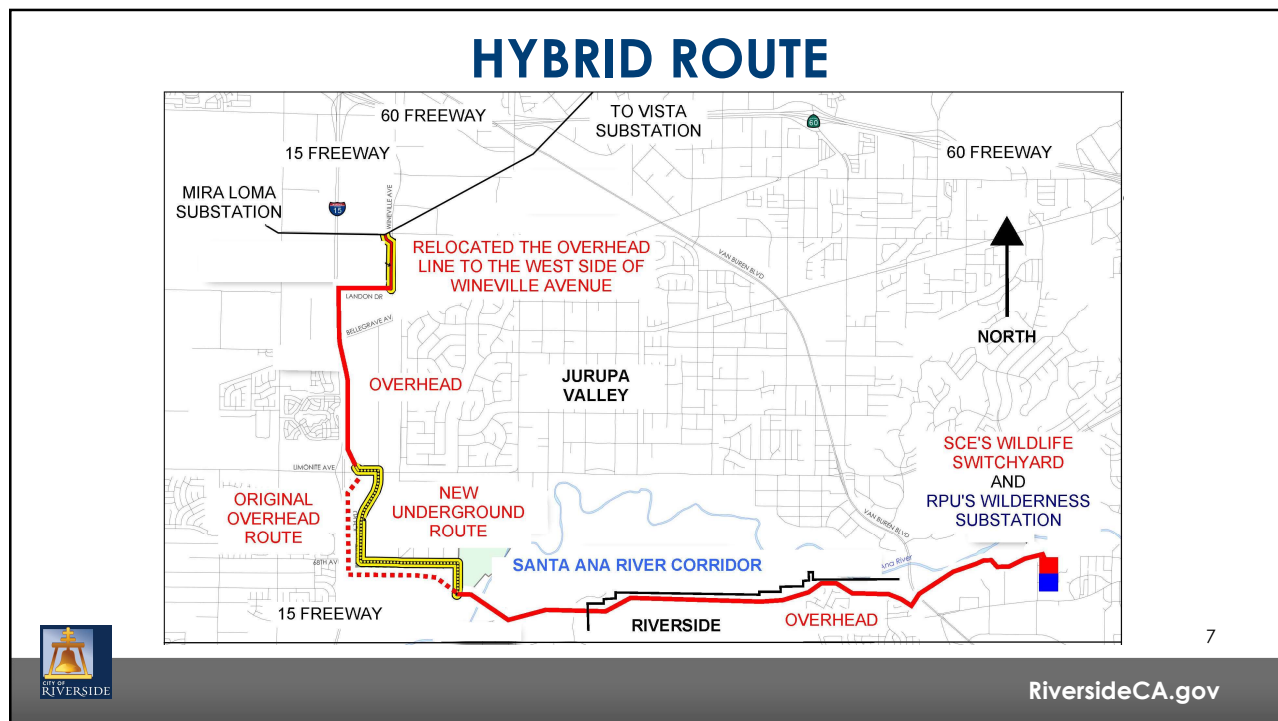 HYBRID ROUTE
60 FREEWAY
TO VISTA
SUBSTATION
60
15 FREEWAY
60 FREEWAY
MIRA LOMA
SUBSTATION
15
WINEVILLE AVE
RELOCATED THE OVERHEAD
LINE TO THE WEST SIDE OF
WINEVILLE AVENUE
VAN BUREN BLVD
LANDON DR
BELLEGRAVE AV
NORTH
OVERHEAD
JURUPA
VALLEY
LIMONITE AVE
ORIGINAL
OVERHEAD
ROUTE
NEW
UNDERGROUND
ROUTE
SCE'S WILDLIFE
SWITCHYARD
AND
RPU'S WILDERNESS
SUBSTATION
VAN BUREN BLVD
68TH AV
SANTA ANA RIVER CORRIDOR
Ana River
15 FREEWAY
RIVERSIDE
OVERHEAD
7
CITY OF
RIVERSIDE
RiversideCA.gov